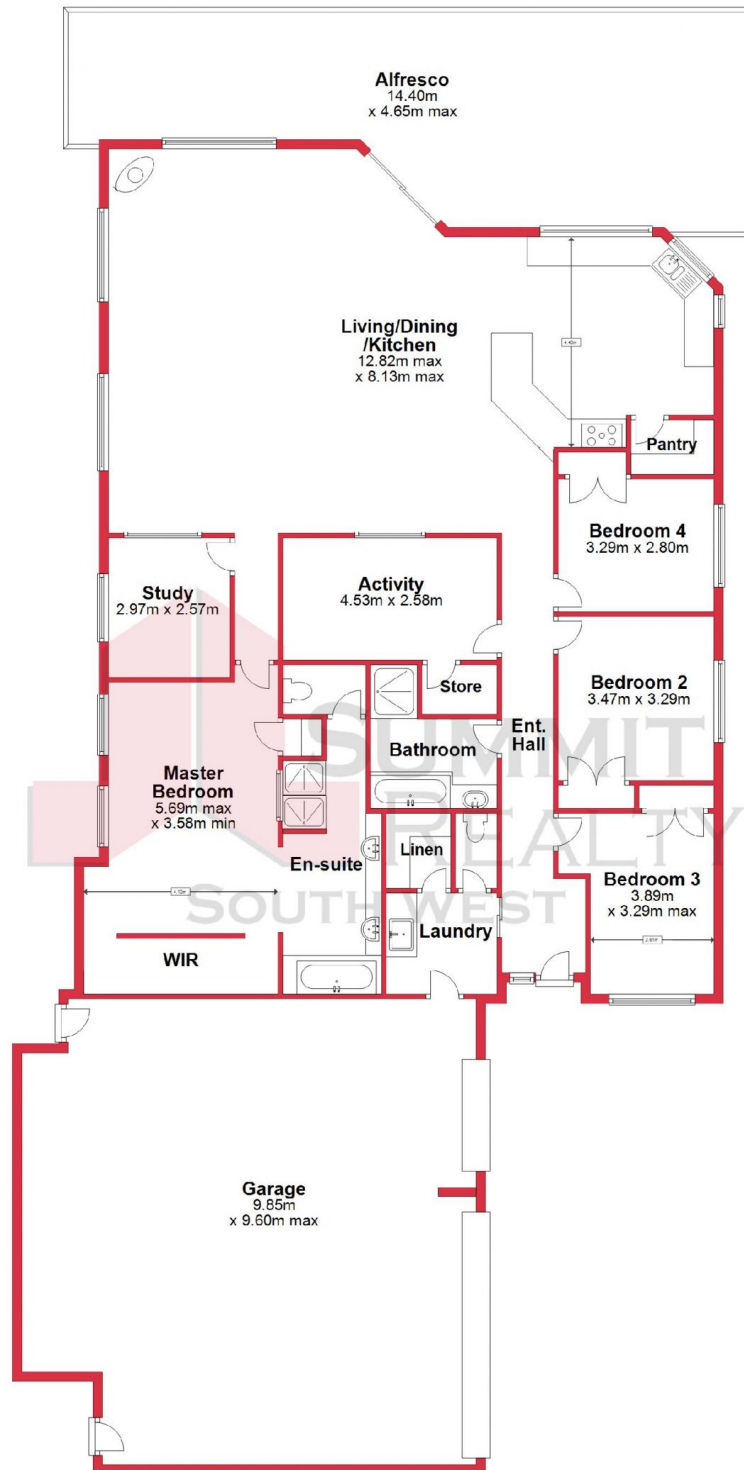 Alfresco
14.40m
x 4.65m max
Living/Dining
/Kitchen
12.82m max
x 8.13m max
Pantry
Bedroom 4
3.29m x 2.80m
Study
2.97m x 2.57m
Activity
4.53m x 2.58m
Store
Bedroom 2
3.47m x 3.29m
Ent.
Hall
Bathroom
Master
Bedroom
5.69m max
x 3.58m min
En-suite
Linen
Bedroom 3
3.89m
x 3.29m max
Laundry
WIR
Garage
9.85m
x 9.60m max
SUMMIT
REALTY
SOUTH WEST